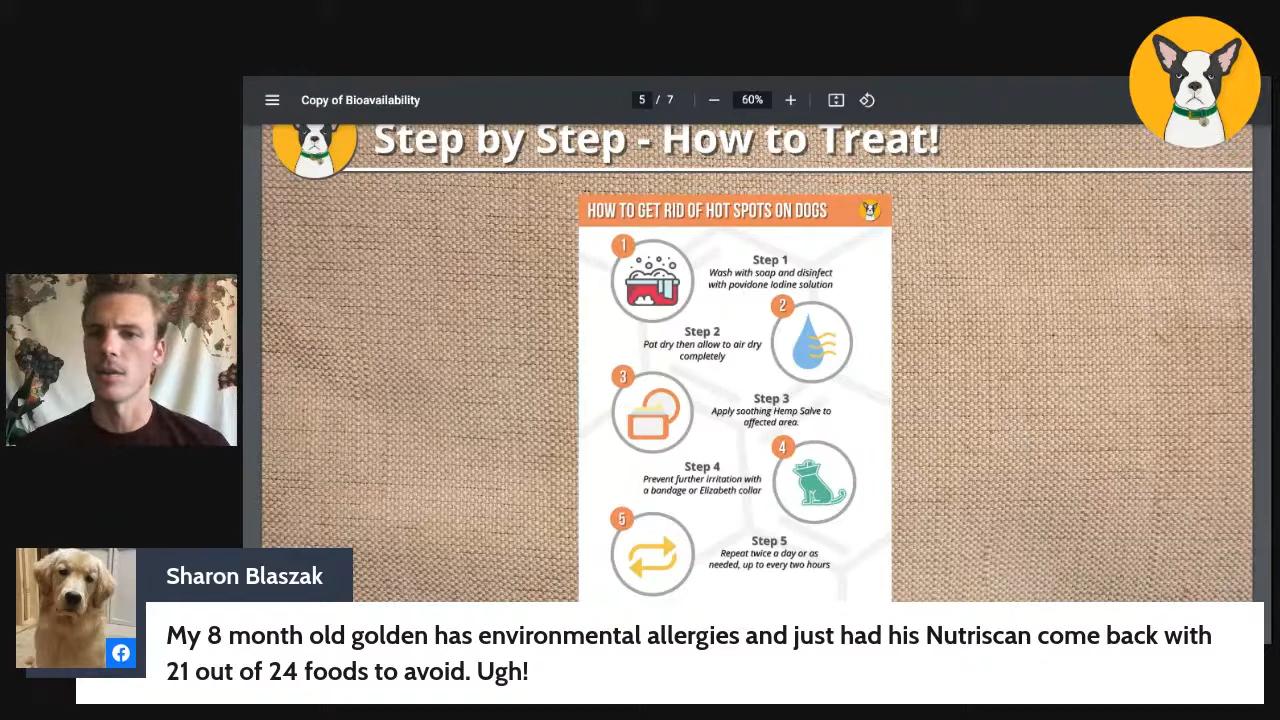 Copy of Bioavailability
5 / 7
60%
Step by Step - How to Treat!
HOW TO GET RID OF HOT SPOTS ON DOGS
1
Step 1
Wash with soap and disinfect
with povidone Iodine solution
2
Step 2
Pat dry then allow to air dry
completely
3
Step 3
Apply soothing Hemp Salve to
affected area.
4
Step 4
Prevent further irritation with
a bandage or Elizabeth collar
5
Step 5
Repeat twice a day or as
needed, up to every two hours
Sharon Blaszak
My 8 month old golden has environmental allergies and just had his Nutriscan come back with
21 out of 24 foods to avoid. Ugh!